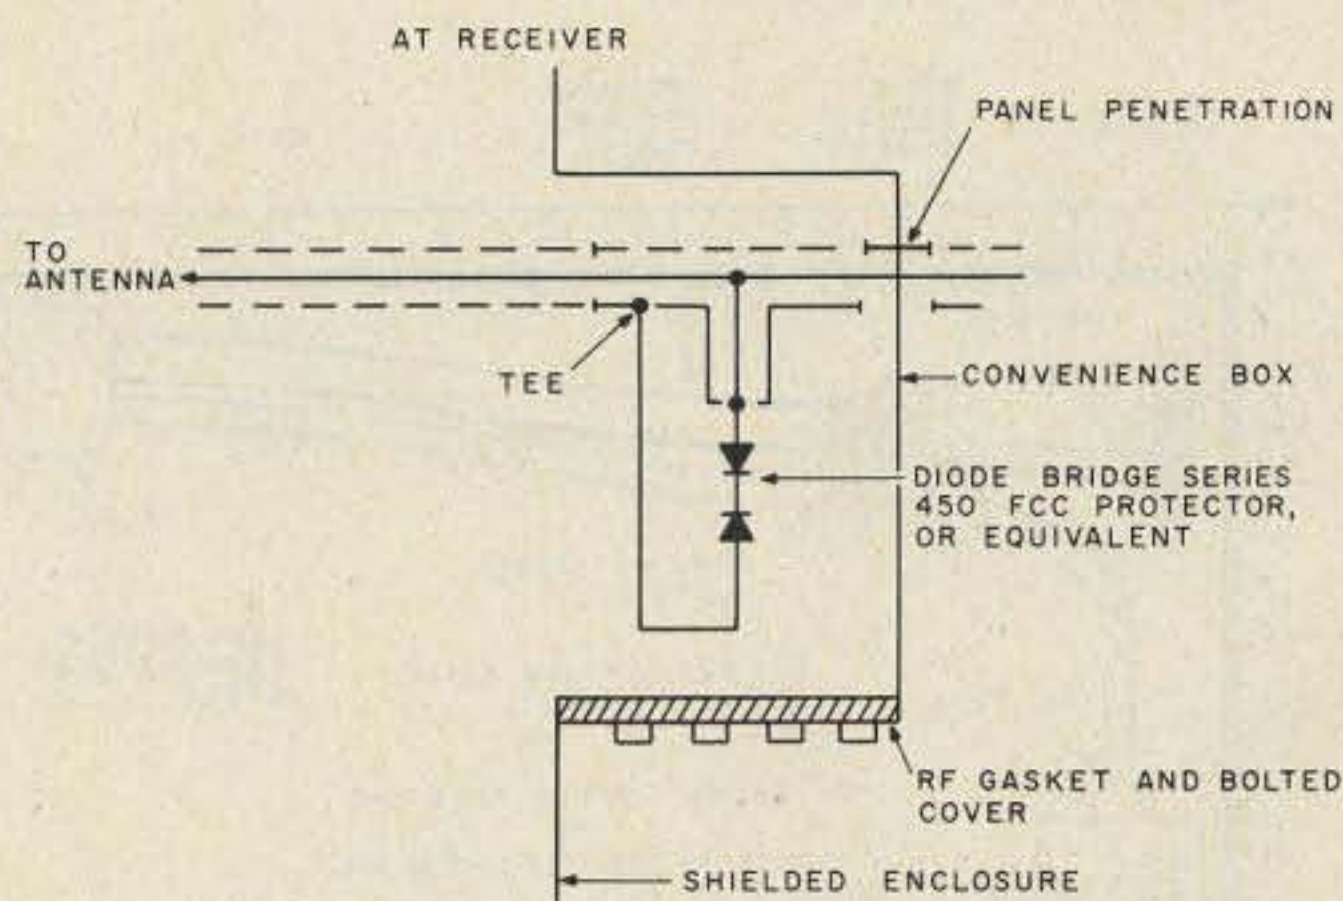 AT RECEIVER
PANEL PENETRATION
TO
ANTENNA
TEE
CONVENIENCE BOX
DIODE BRIDGE SERIES
450 FCC PROTECTOR,
OR EQUIVALENT
RF GASKET AND BOLTED
COVER
SHIELDED ENCLOSURE